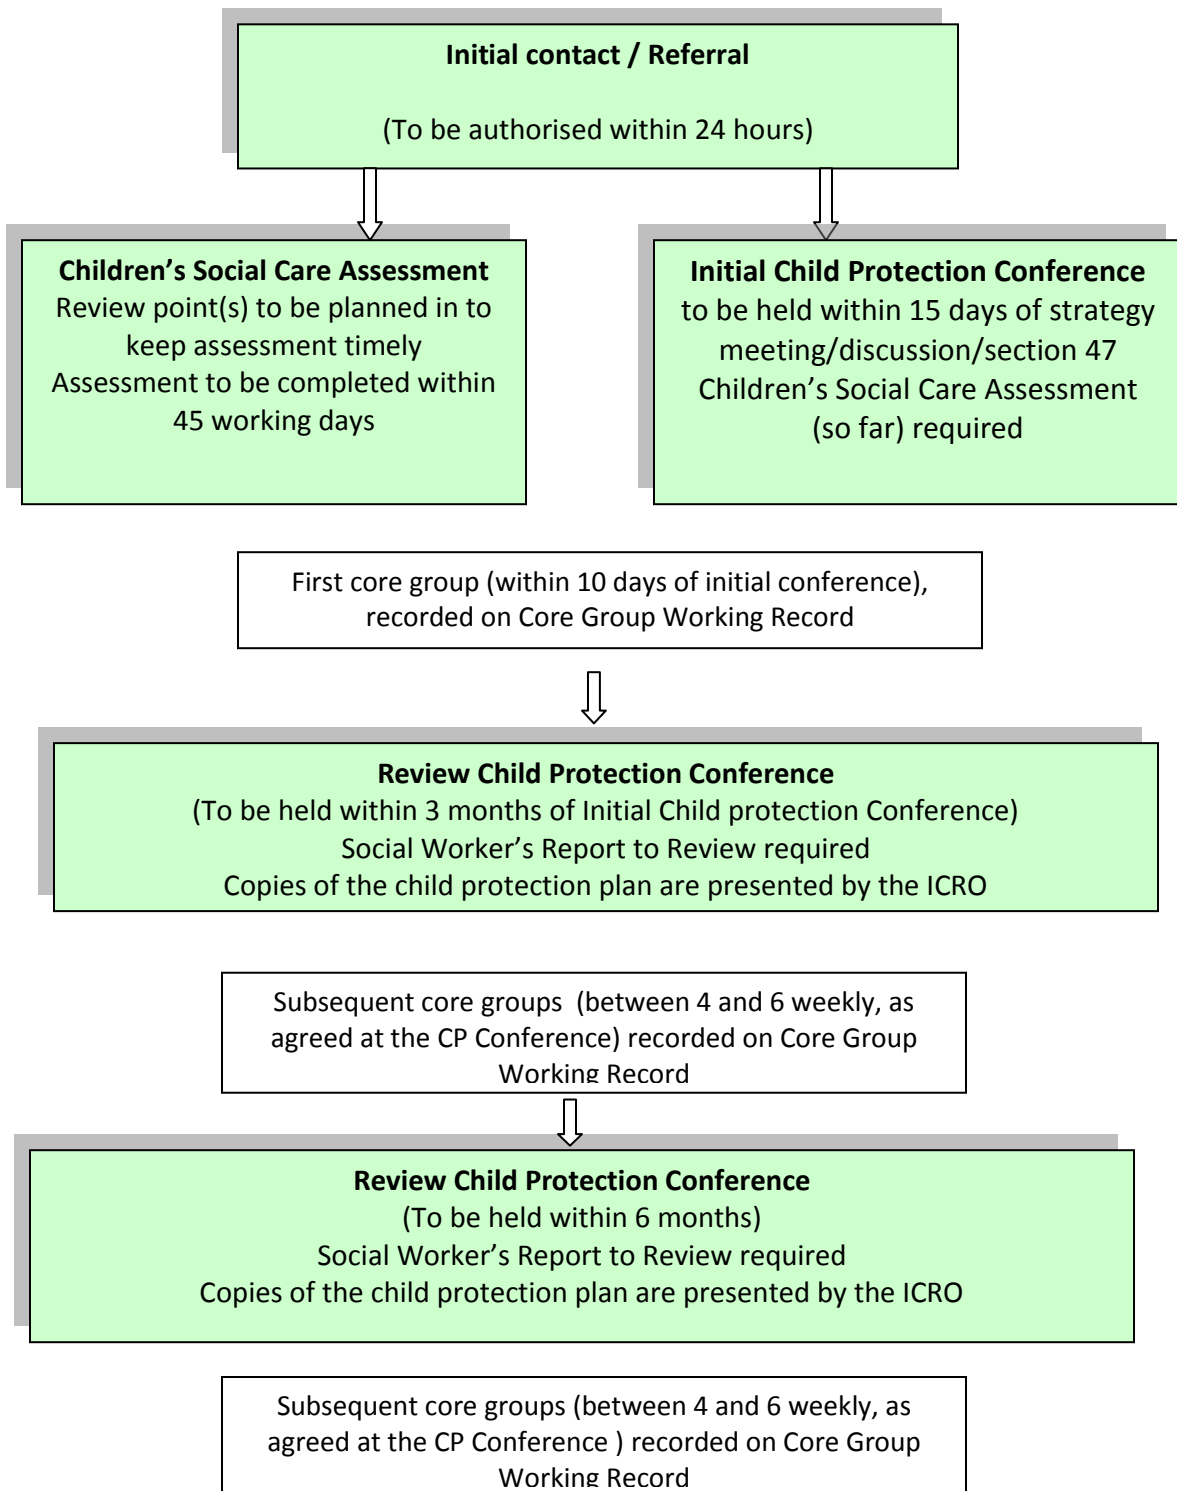 Initial contact / Referral
(To be authorised within 24 hours)
Children’s Social Care Assessment
Review point(s) to be planned in to
keep assessment timely
Assessment to be completed within
45 working days
Initial Child Protection Conference
to be held within 15 days of strategy
meeting/discussion/section 47
Children’s Social Care Assessment
(so far) required
First core group (within 10 days of initial conference),
recorded on Core Group Working Record
Review Child Protection Conference
(To be held within 3 months of Initial Child protection Conference)
Social Worker’s Report to Review required
Copies of the child protection plan are presented by the ICRO
Subsequent core groups  (between 4 and 6 weekly, as
agreed at the CP Conference) recorded on Core Group
Working Record
Review Child Protection Conference
(To be held within 6 months)
Social Worker’s Report to Review required
Copies of the child protection plan are presented by the ICRO
Subsequent core groups (between 4 and 6 weekly, as
agreed at the CP Conference ) recorded on Core Group
Working Record